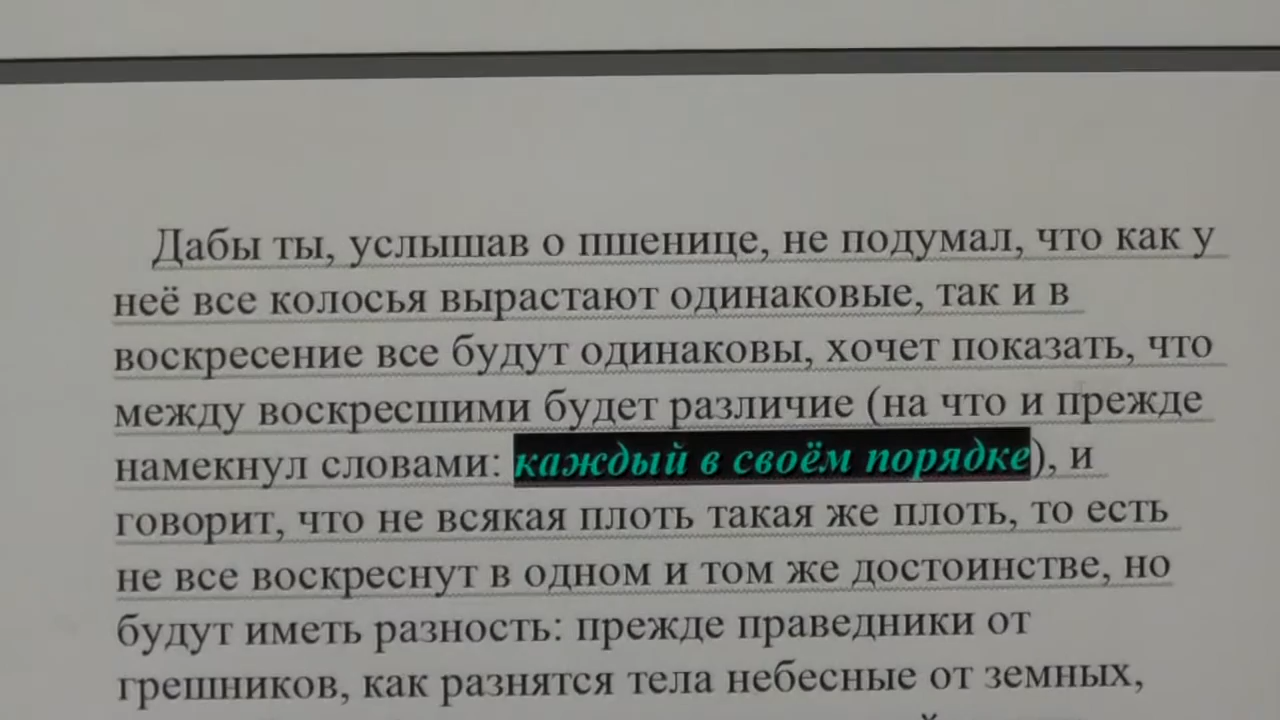 Дабы ты, услышав о пшенице, не подумал, что как у
неё все колосья вырастают одинаковые, так и в
воскресение все будут одинаковы, хочет показать, что
между воскресшими будет различие (на что и прежде
намекнул словами: каждый в своём порядке), и
говорит, что не всякая плоть такая же плоть, то есть
не все воскреснут в одном и том же достоинстве, но
будут иметь разность: прежде праведники от
грешников, как разнятся тела небесные от земных,